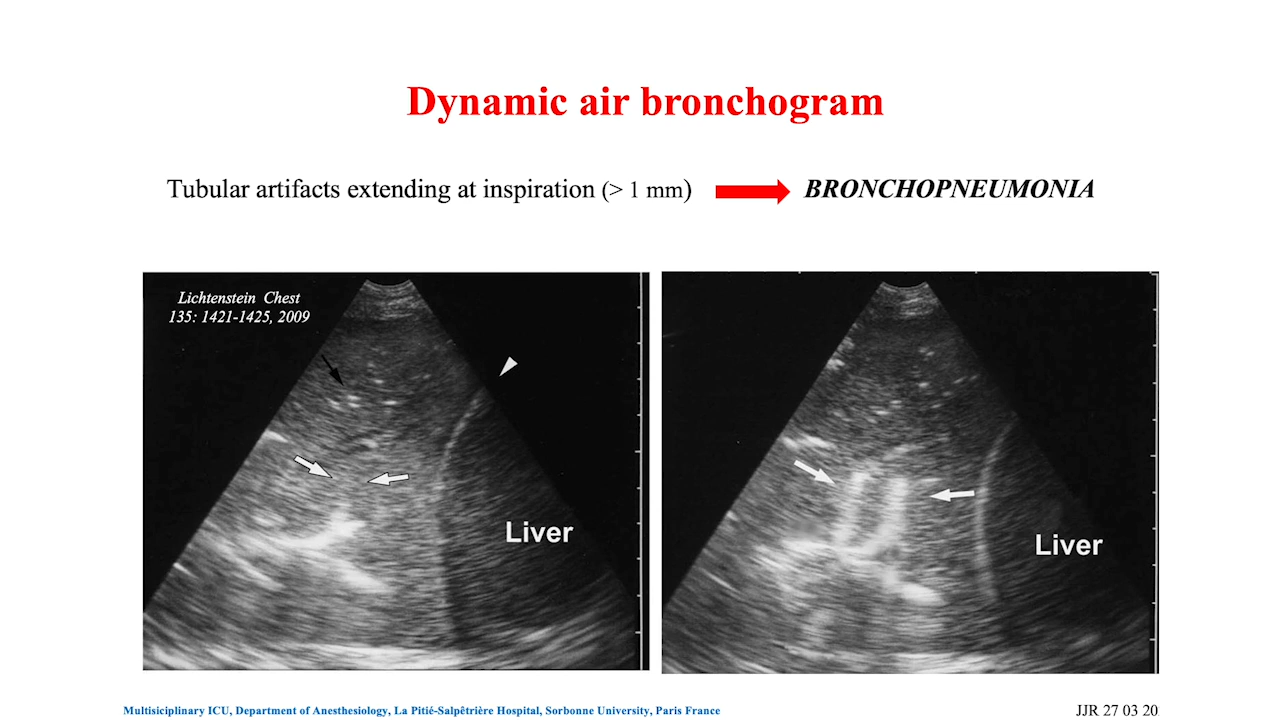 Dynamic air bronchogram
Tubular artifacts extending at inspiration (> 1 mm) BRONCHOPNEUMONIA
Lichtenstein Chest
135: 1421-1425, 2009
Liver
Liver
Multisiciplinary ICU, Department of Anesthesiology, La Pitié-Salpêtrière Hospital, Sorbonne University, Paris France
JJR 27 03 20